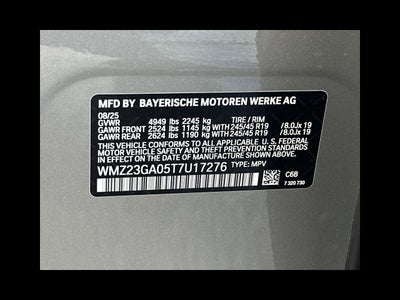 MFD BY BAYERISCHE MOTOREN WERKE AG
08/25
GVWR 4949 lbs 2245 kg TIRE / RIM
GAWR FRONT 2524 lbs 1145 kg 245/45 R19 / 8.0Jx 19
GAWR REAR 2624 lbs 1190 kg 245/45 R19 / 8.0Jx 19
THIS VEHICLE CONFORMS TO ALL APPLICABLE
U.S. FEDERAL MOTOR VEHICLE SAFETY, BUMPER,
AND THEFT PREVENTION STANDARDS IN EFFECT
ON THE DATE OF MANUFACTURE SHOWN ABOVE.
WMZ23GA05T7U17276 TYPE: MPV
C6B
7 320 730